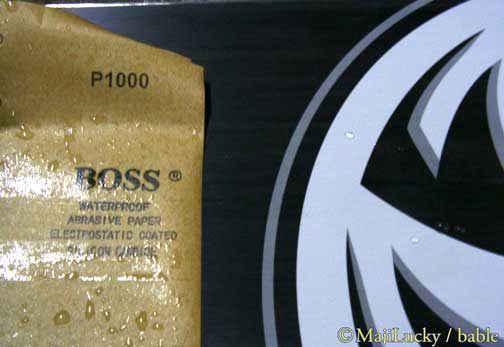 P1000
BOSS ®
WATERPROOF
ABRASIVE PAPER
ELECTROSTATIC COATED
SILICON CARBIDE
©MajiLucky / bable